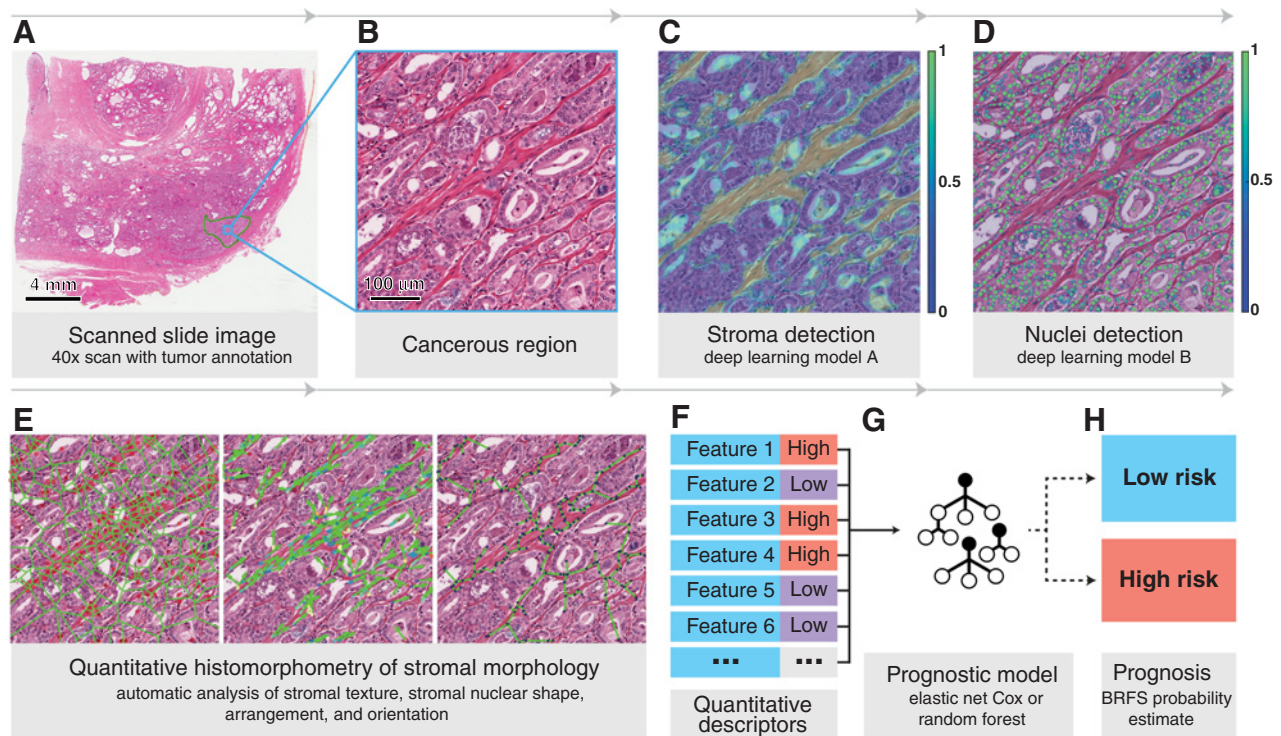 A
B
C
D
1
0.5
0
1
0.5
0
4 mm
100 µm
Scanned slide image
40x scan with tumor annotation
Cancerous region
Stroma detection
deep learning model A
Nuclei detection
deep learning model B
E
F
G
H
Feature 1 High
Feature 2 Low
Feature 3 High
Feature 4 High
Feature 5 Low
Feature 6 Low
... ...
Low risk
High risk
Quantitative histomorphometry of stromal morphology
automatic analysis of stromal texture, stromal nuclear shape,
arrangement, and orientation
Quantitative
descriptors
Prognostic model
elastic net Cox or
random forest
Prognosis
BRFS probability
estimate